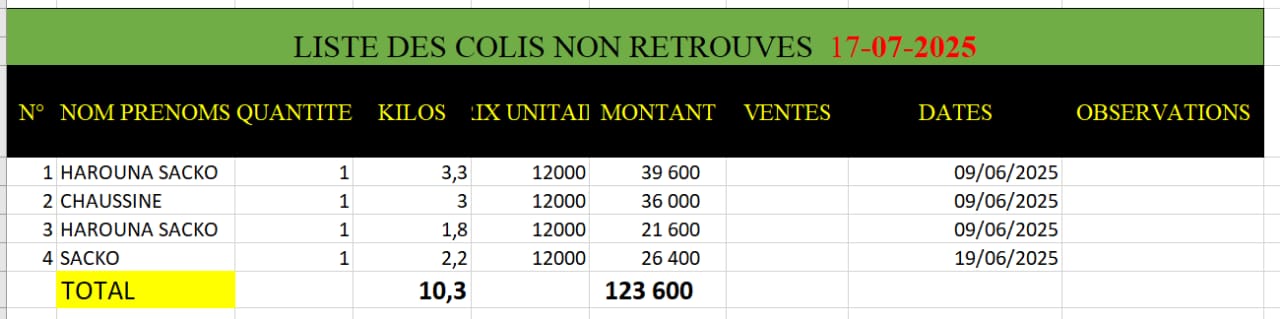 LISTE DES COLIS NON RETROUVES 17-07-2025
N° NOM PRENOMS QUANTITE KILOS IX UNITAI MONTANT VENTES DATES OBSERVATIONS
1 HAROUNA SACKO 1 3,3 12000 39 600 09/06/2025
2 CHAUSSINE 1 3 12000 36 000 09/06/2025
3 HAROUNA SACKO 1 1,8 12000 21 600 09/06/2025
4 SACKO 1 2,2 12000 26 400 19/06/2025
TOTAL 10,3 123 600